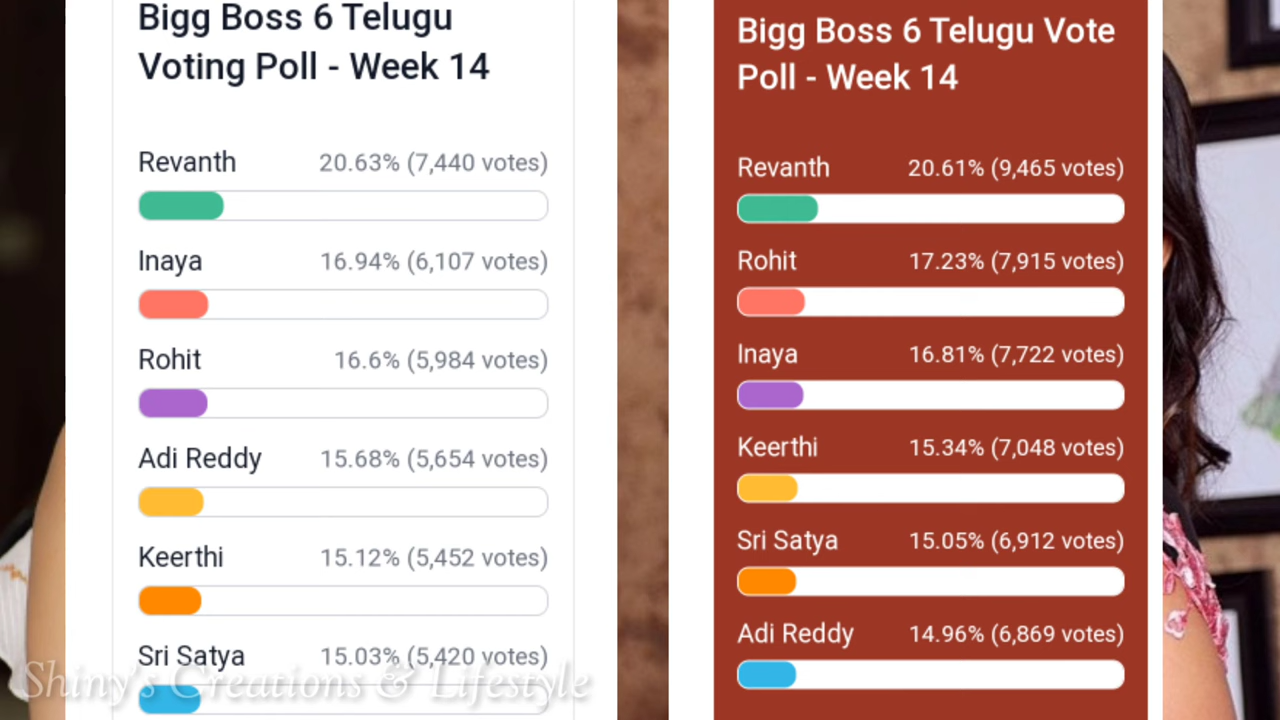 Bigg Boss 6 Telugu
Voting Poll - Week 14
Revanth 20.63% (7,440 votes)
Inaya 16.94% (6,107 votes)
Rohit 16.6% (5,984 votes)
Adi Reddy 15.68% (5,654 votes)
Keerthi 15.12% (5,452 votes)
Sri Satya 15.03% (5,420 votes)
Shiny's Creations & Lifestyle
Bigg Boss 6 Telugu Vote
Poll - Week 14
Revanth 20.61% (9,465 votes)
Rohit 17.23% (7,915 votes)
Inaya 16.81% (7,722 votes)
Keerthi 15.34% (7,048 votes)
Sri Satya 15.05% (6,912 votes)
Adi Reddy 14.96% (6,869 votes)